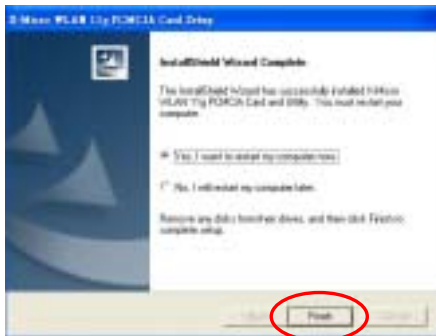 WLAN 11g PCMCIA Card Setup
InstallShield Wizard Complete
The InstallShield Wizard has successfully installed
WLAN 11g PCMCIA Card and Utility. You must restart your
computer.
Yes, I want to restart my computer now.
No, I will restart my computer later.
Remove any disks from their drives, and then click Finish to
complete setup.
Finish